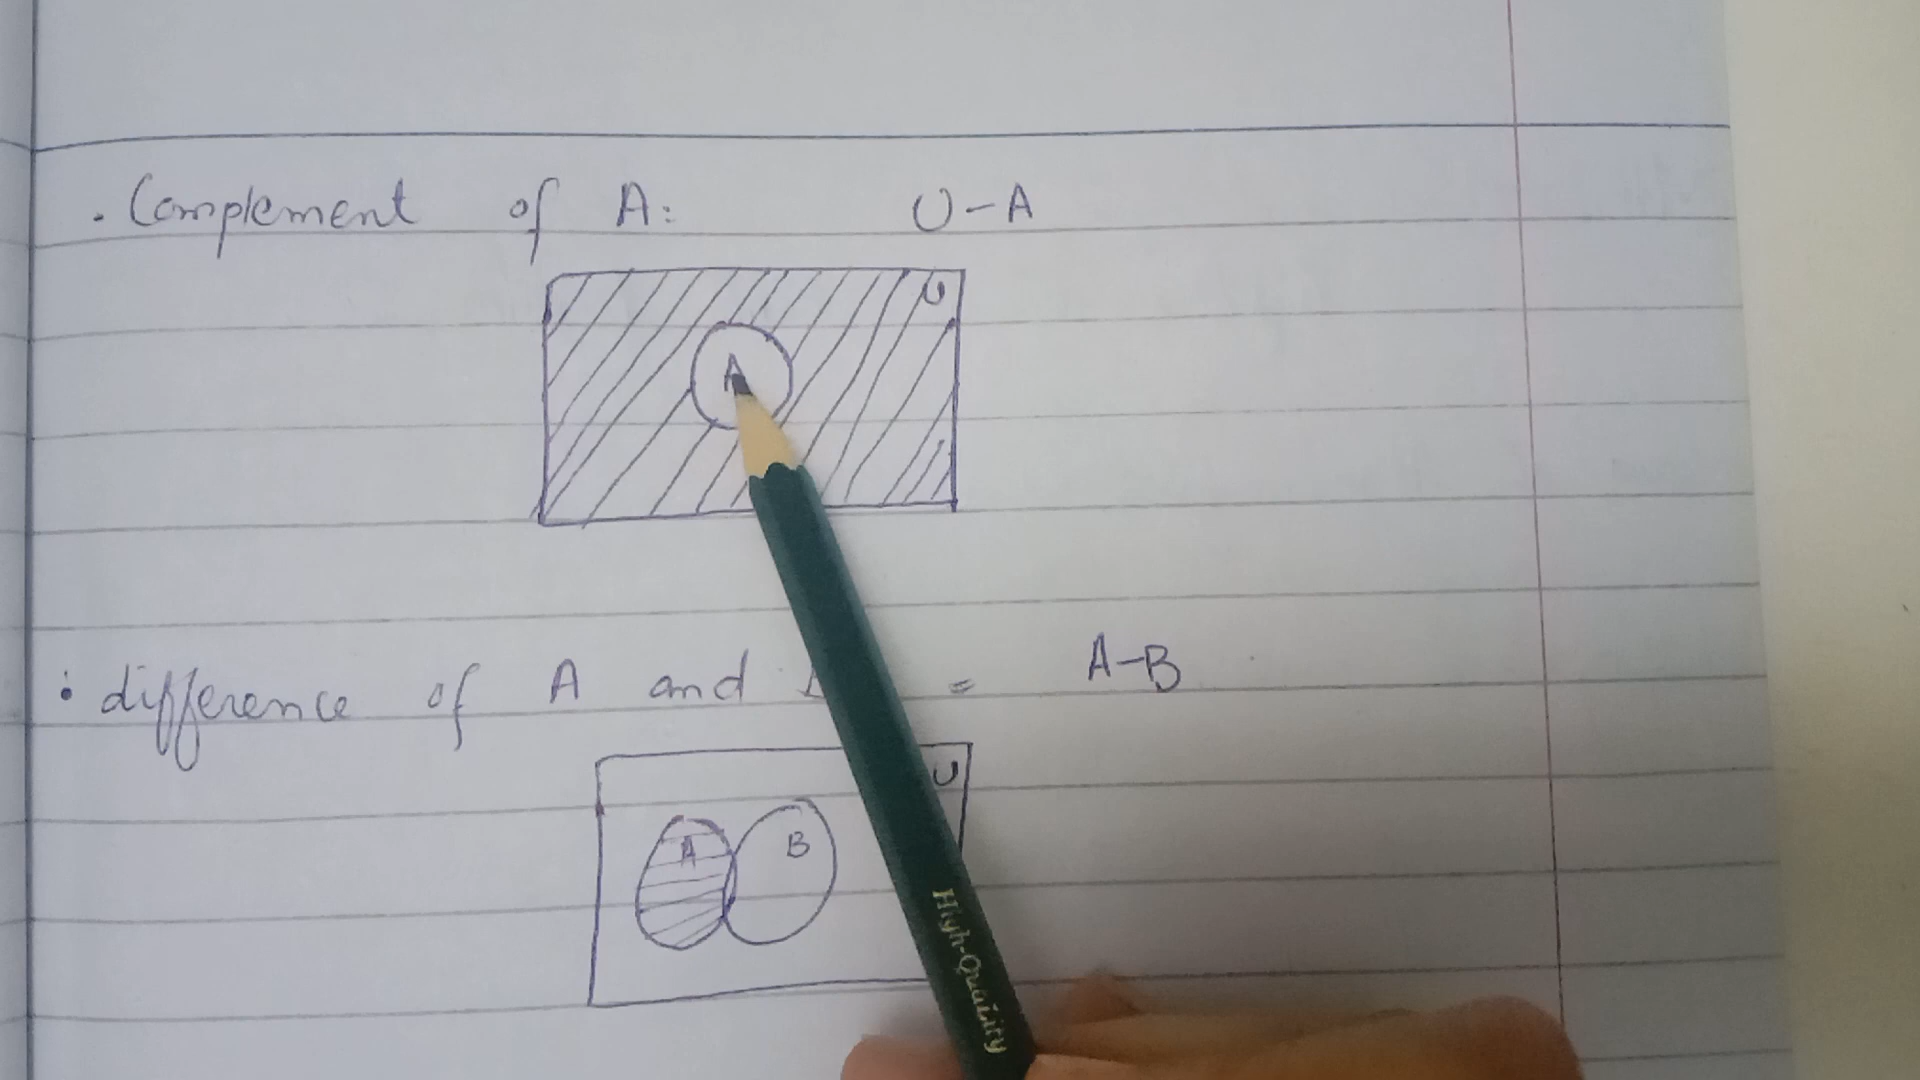 . Complement of A: U-A
U
A
: difference of A and = A-B
U
A B
High-Quality